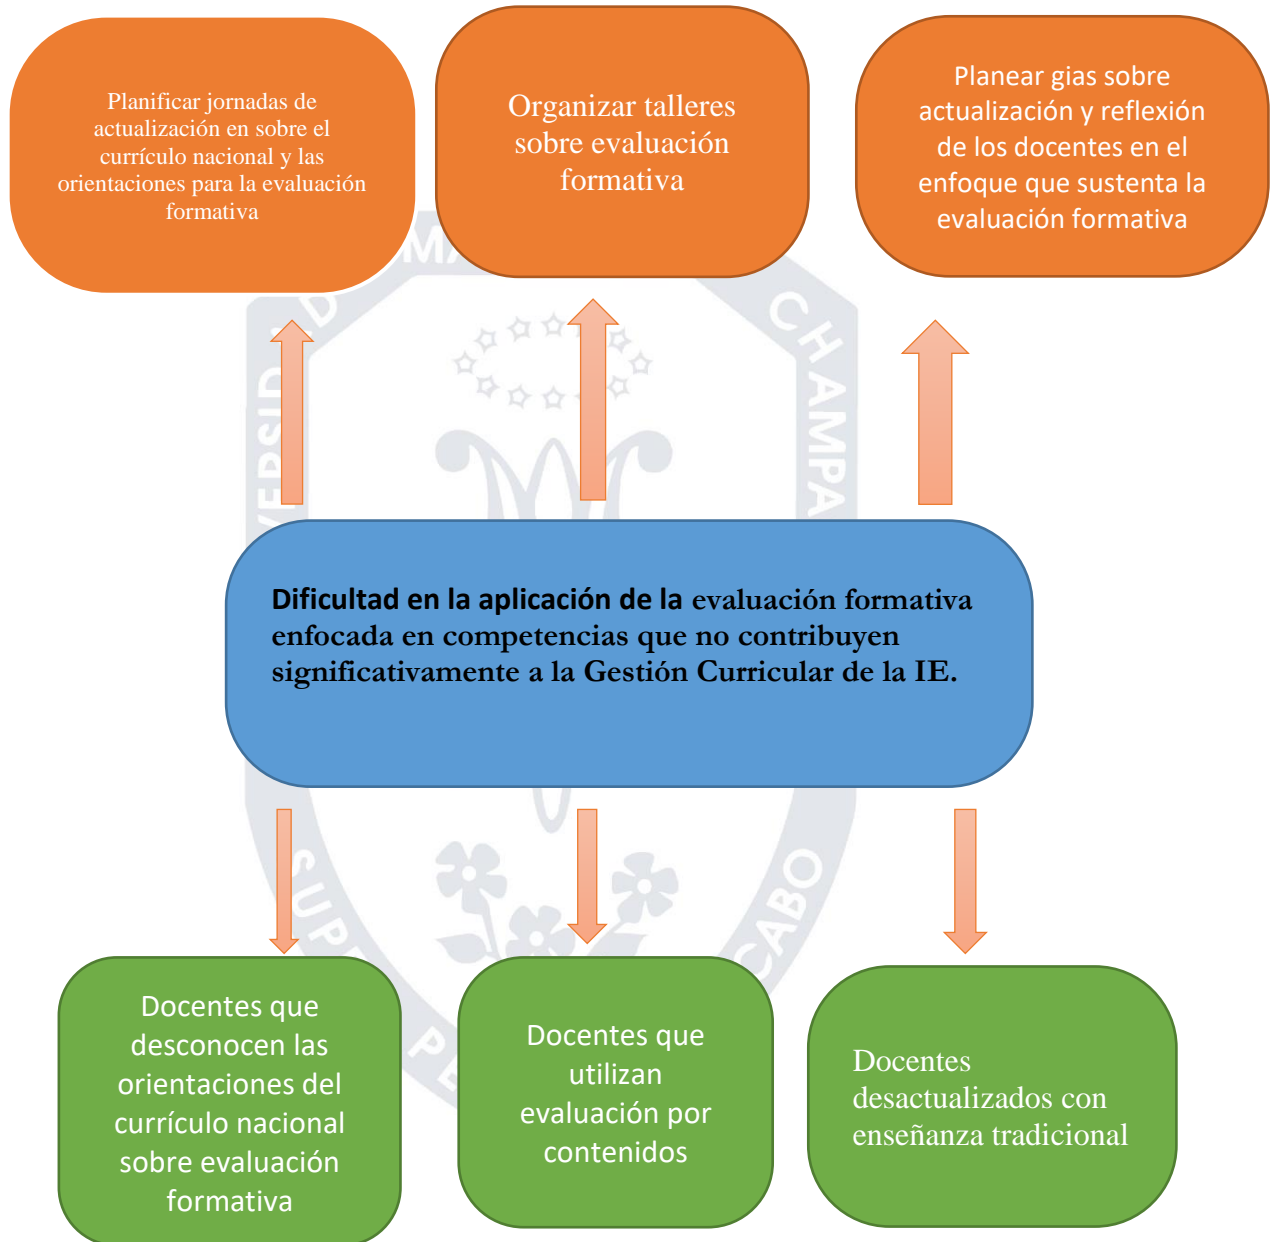 Planificar jornadas de
actualización en sobre el
currículo nacional y las
orientaciones para la evaluación
formativa
Organizar talleres
sobre evaluación
formativa
Planear gias sobre
actualización y reflexión
de los docentes en el
enfoque que sustenta la
evaluación formativa
CHAMPA
Dificultad en la aplicación de la evaluación formativa
enfocada en competencias que no contribuyen
significativamente a la Gestión Curricular de la IE.
Docentes que
desconocen las
orientaciones del
currículo nacional
sobre evaluación
formativa
Docentes que
utilizan
evaluación por
contenidos
Docentes
desactualizados con
enseñanza tradicional